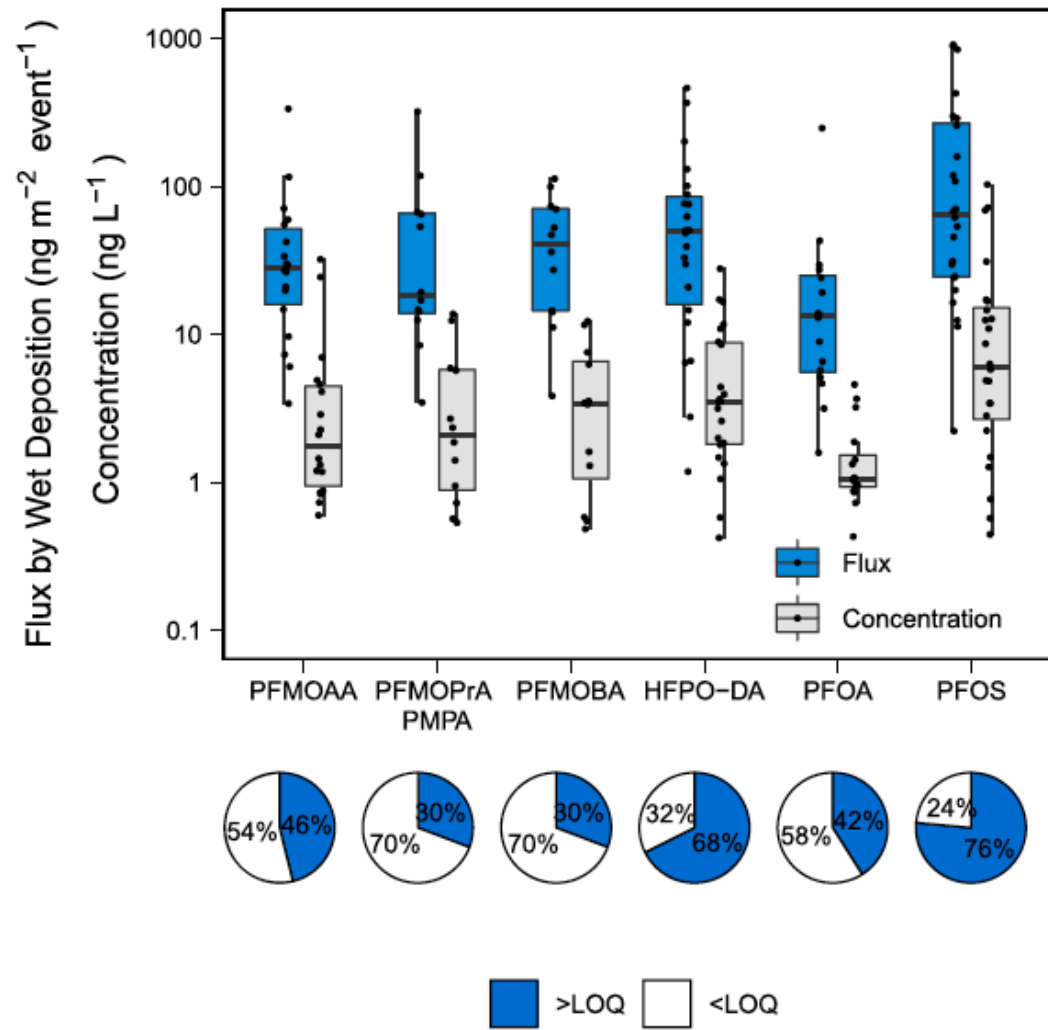 Flux by Wet Deposition (ng m⁻² event⁻¹)
Concentration (ng L⁻¹)
1000
100
10
1
0.1
Flux
Concentration
PFMOAA PFMOPrA PFMOBA HFPO−DA PFOA PFOS
PMPA
54% 46% 70% 30% 70% 30% 32% 68% 58% 42% 24% 76%
>LOQ <LOQ